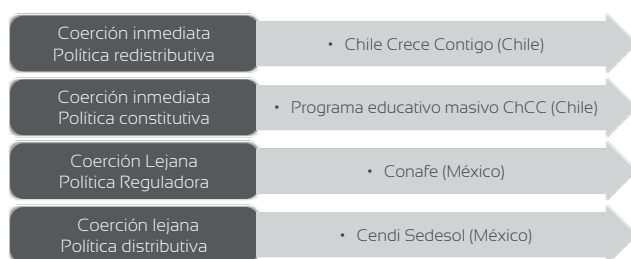 Coerción inmediata
Política redistributiva
• Chile Crece Contigo (Chile)
Coerción inmediata
Política constitutiva
• Programa educativo masivo ChCC (Chile)
Coerción Lejana
Política Reguladora
• Conafe (México)
Coerción lejana
Política distributiva
• Cendi Sedesol (México)